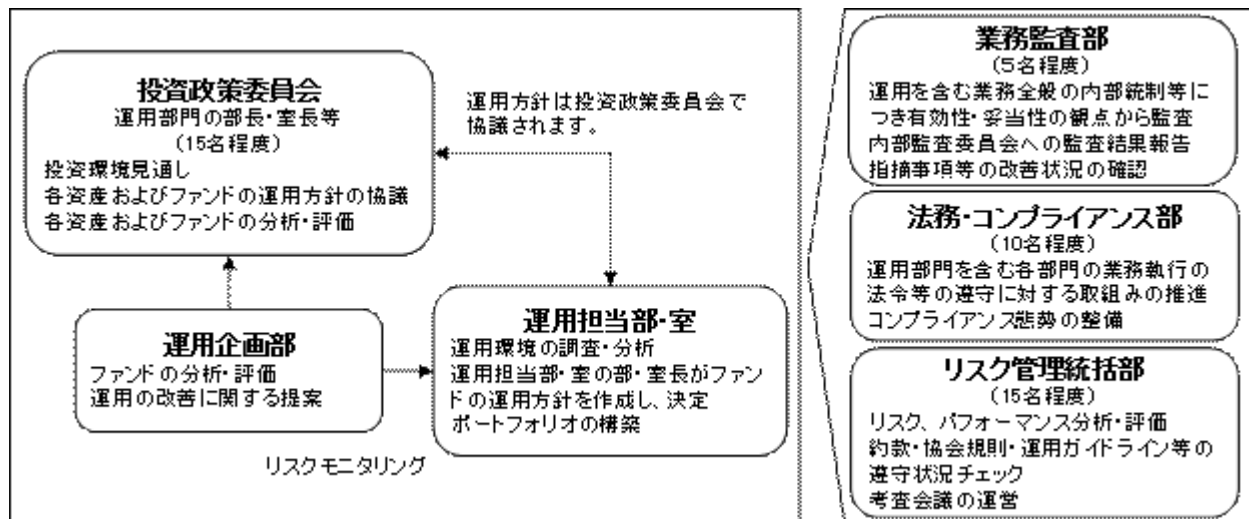 投資政策委員会
運用部門の部長・室長等
(15名程度)
投資環境見通し
各資産およびファンドの運用方針の協議
各資産およびファンドの分析・評価
運用方針は投資政策委員会で
協議されます。
運用企画部
ファンドの分析・評価
運用の改善に関する提案
運用担当部・室
運用環境の調査・分析
運用担当部・室の部・室長がファン
ドの運用方針を作成し、決定
ポートフォリオの構築
リスクモニタリング
業務監査部
(5名程度)
運用を含む業務全般の内部統制等に
つき有効性・妥当性の観点から監査
内部監査委員会への監査結果報告
指摘事項等の改善状況の確認
法務・コンプライアンス部
(10名程度)
運用部門を含む各部門の業務執行の
法令等の遵守に対する取組みの推進
コンプライアンス態勢の整備
リスク管理統括部
(15名程度)
リスク、パフォーマンス分析・評価
約款・協会規則・運用ガイドライン等の
遵守状況チェック
考査会議の運営